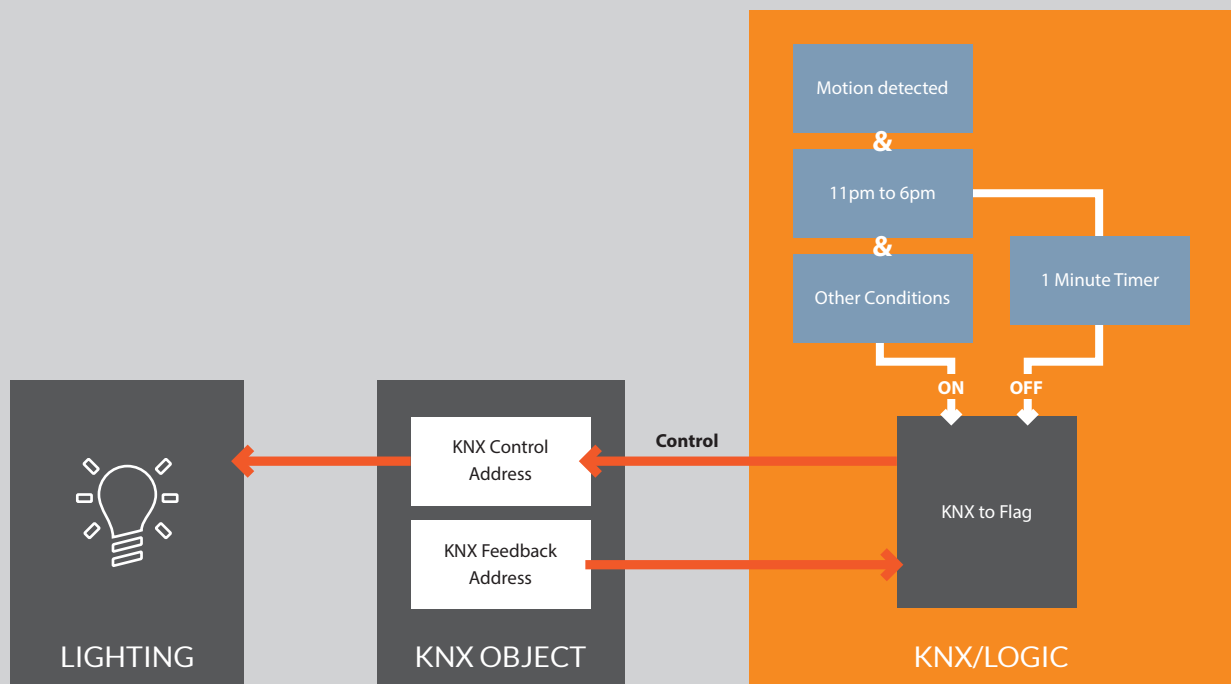 Motion detected
&
11pm to 6pm
&
Other Conditions
1 Minute Timer
ON
OFF
KNX Control
Address
Control
KNX to Flag
KNX Feedback
Address
LIGHTING
KNX OBJECT
KNX/LOGIC